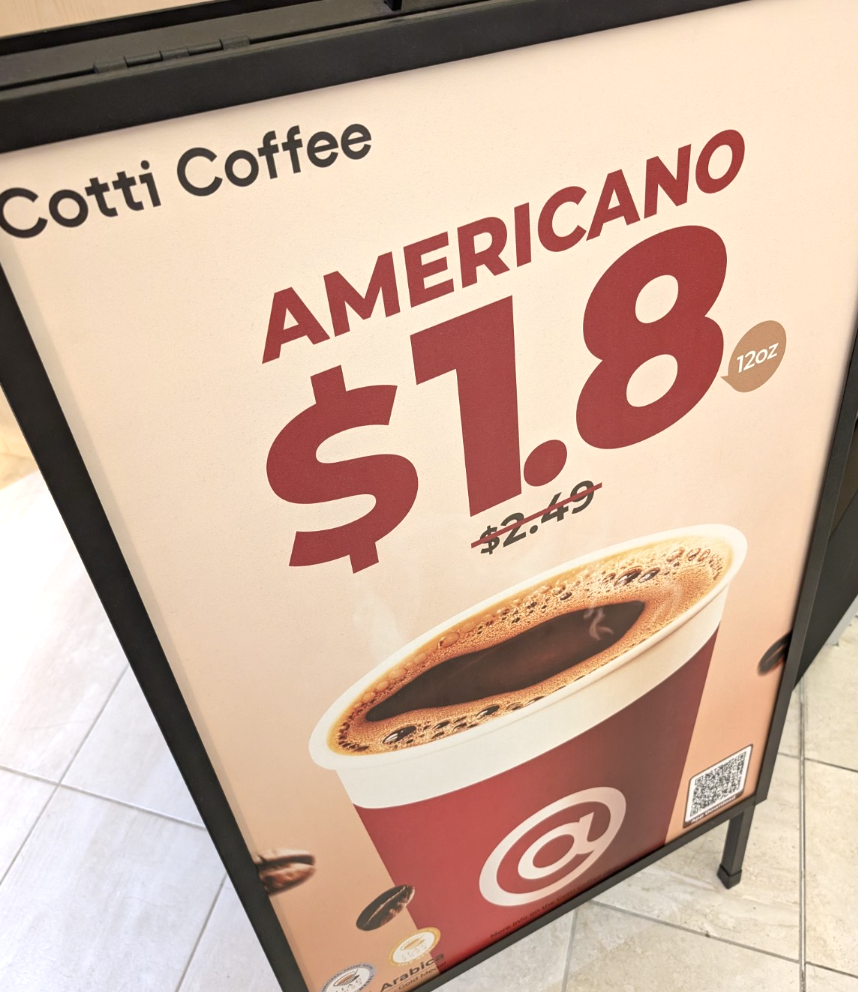 Cotti Coffee
AMERICANO
$1.8
12oz
$2.49
@
Arabica